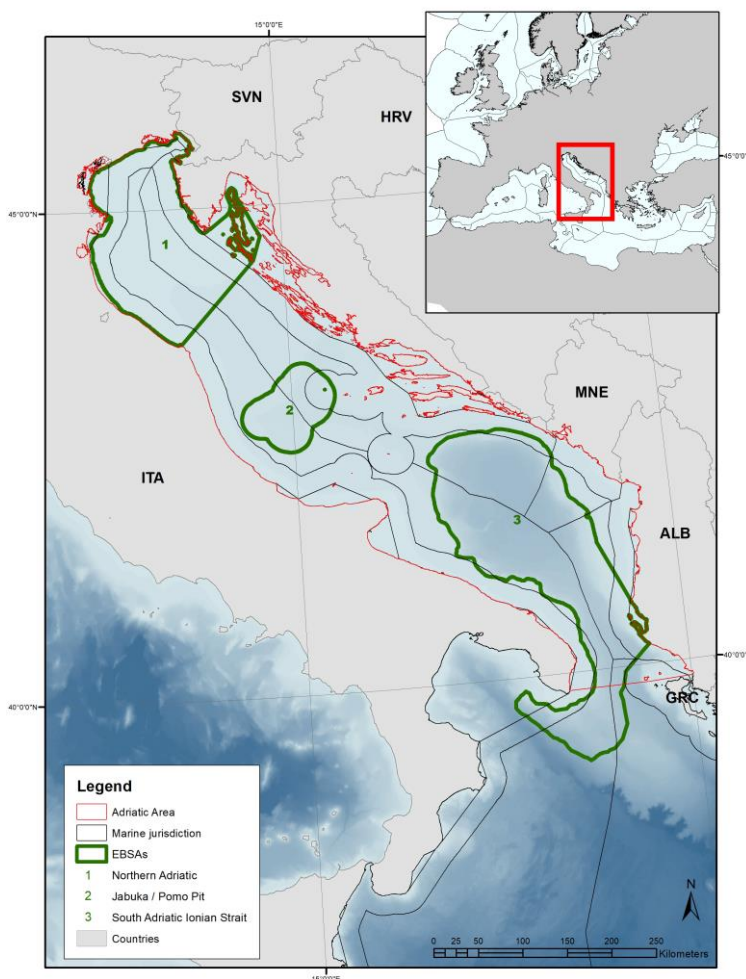 15°0'0"E
SVN
HRV
45°0'0"N
45°0'0"N
1
MNE
2
ITA
3
ALB
40°0'0"N
40°0'0"N
GRC
Legend
Adriatic Area
Marine jurisdiction
EBSAs
1 Northern Adriatic
2 Jabuka / Pomo Pit
3 South Adriatic Ionian Strait
Countries
N
0 25 50 100 150 200 250
Kilometers
15°0'0"E